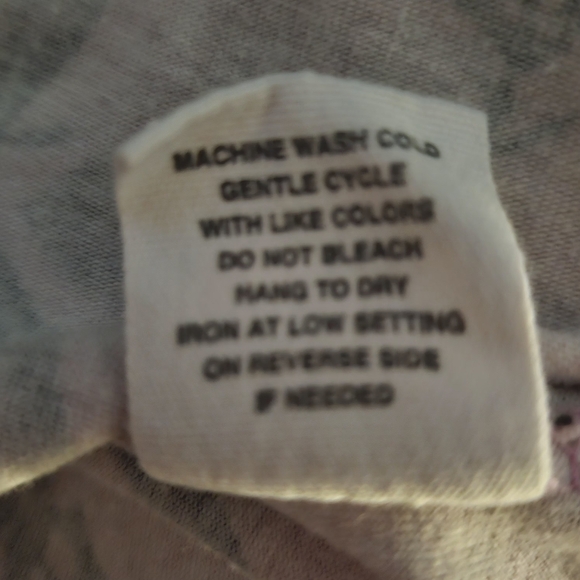 MACHINE WASH COLD
GENTLE CYCLE
WITH LIKE COLORS
DO NOT BLEACH
HANG TO DRY
IRON AT LOW SETTING
ON REVERSE SIDE
IF NEEDED